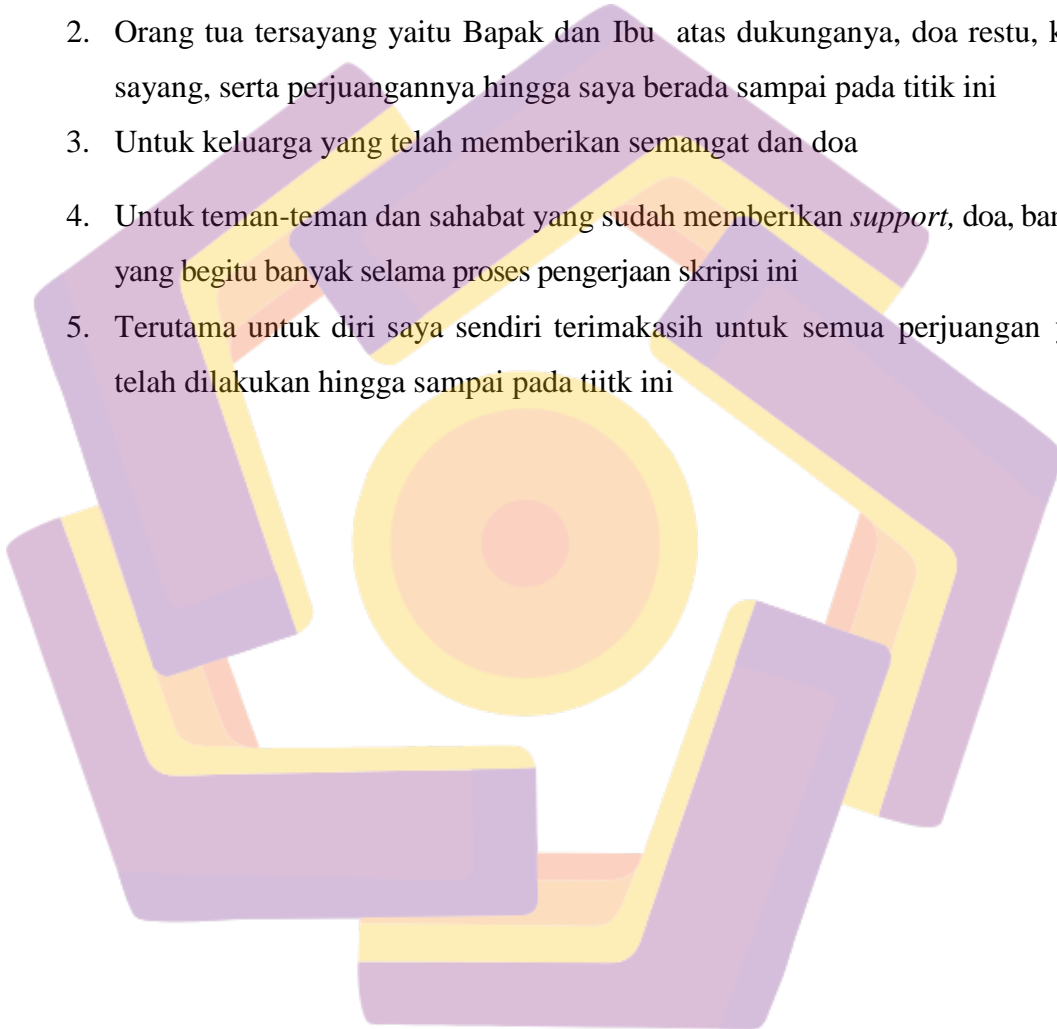 2. Orang tua tersayang yaitu Bapak dan Ibu atas dukunganya, doa restu,
sayang, serta perjuangannya hingga saya berada sampai pada titik ini
3. Untuk keluarga yang telah memberikan semangat dan doa
4. Untuk teman-teman dan sahabat yang sudah memberikan support, doa,
yang begitu banyak selama proses pengerjaan skripsi ini
5. Terutama untuk diri saya sendiri terimakasih untuk semua perjuangan
telah dilakukan hingga sampai pada tiitk ini